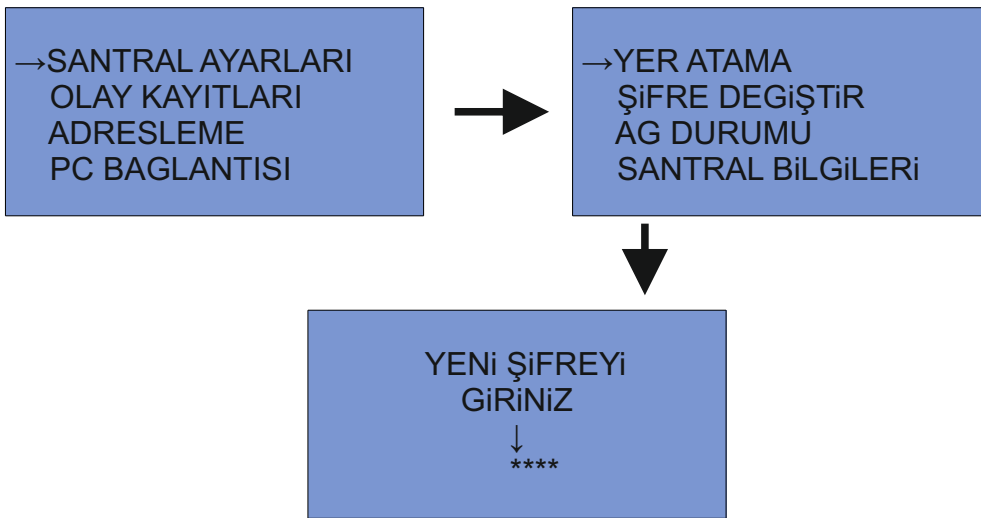 →SANTRAL AYARLARI
OLAY KAYITLARI
ADRESLEME
PC BAGLANTISI
→YER ATAMA
ŞiFRE DEGiŞTiR
AG DURUMU
SANTRAL BiLGiLERi
YENi ŞiFREYi
GiRiNiZ
↓
****